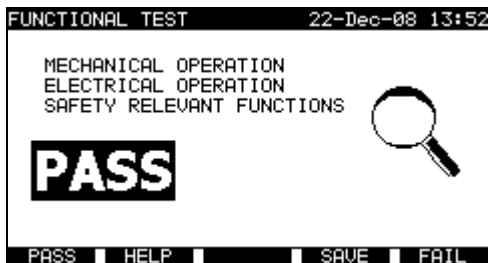 FUNCTIONAL TEST 22-Dec-08 13:52
MECHANICAL OPERATION
ELECTRICAL OPERATION
SAFETY RELEVANT FUNCTIONS
PASS
PASS HELP SAVE FAIL